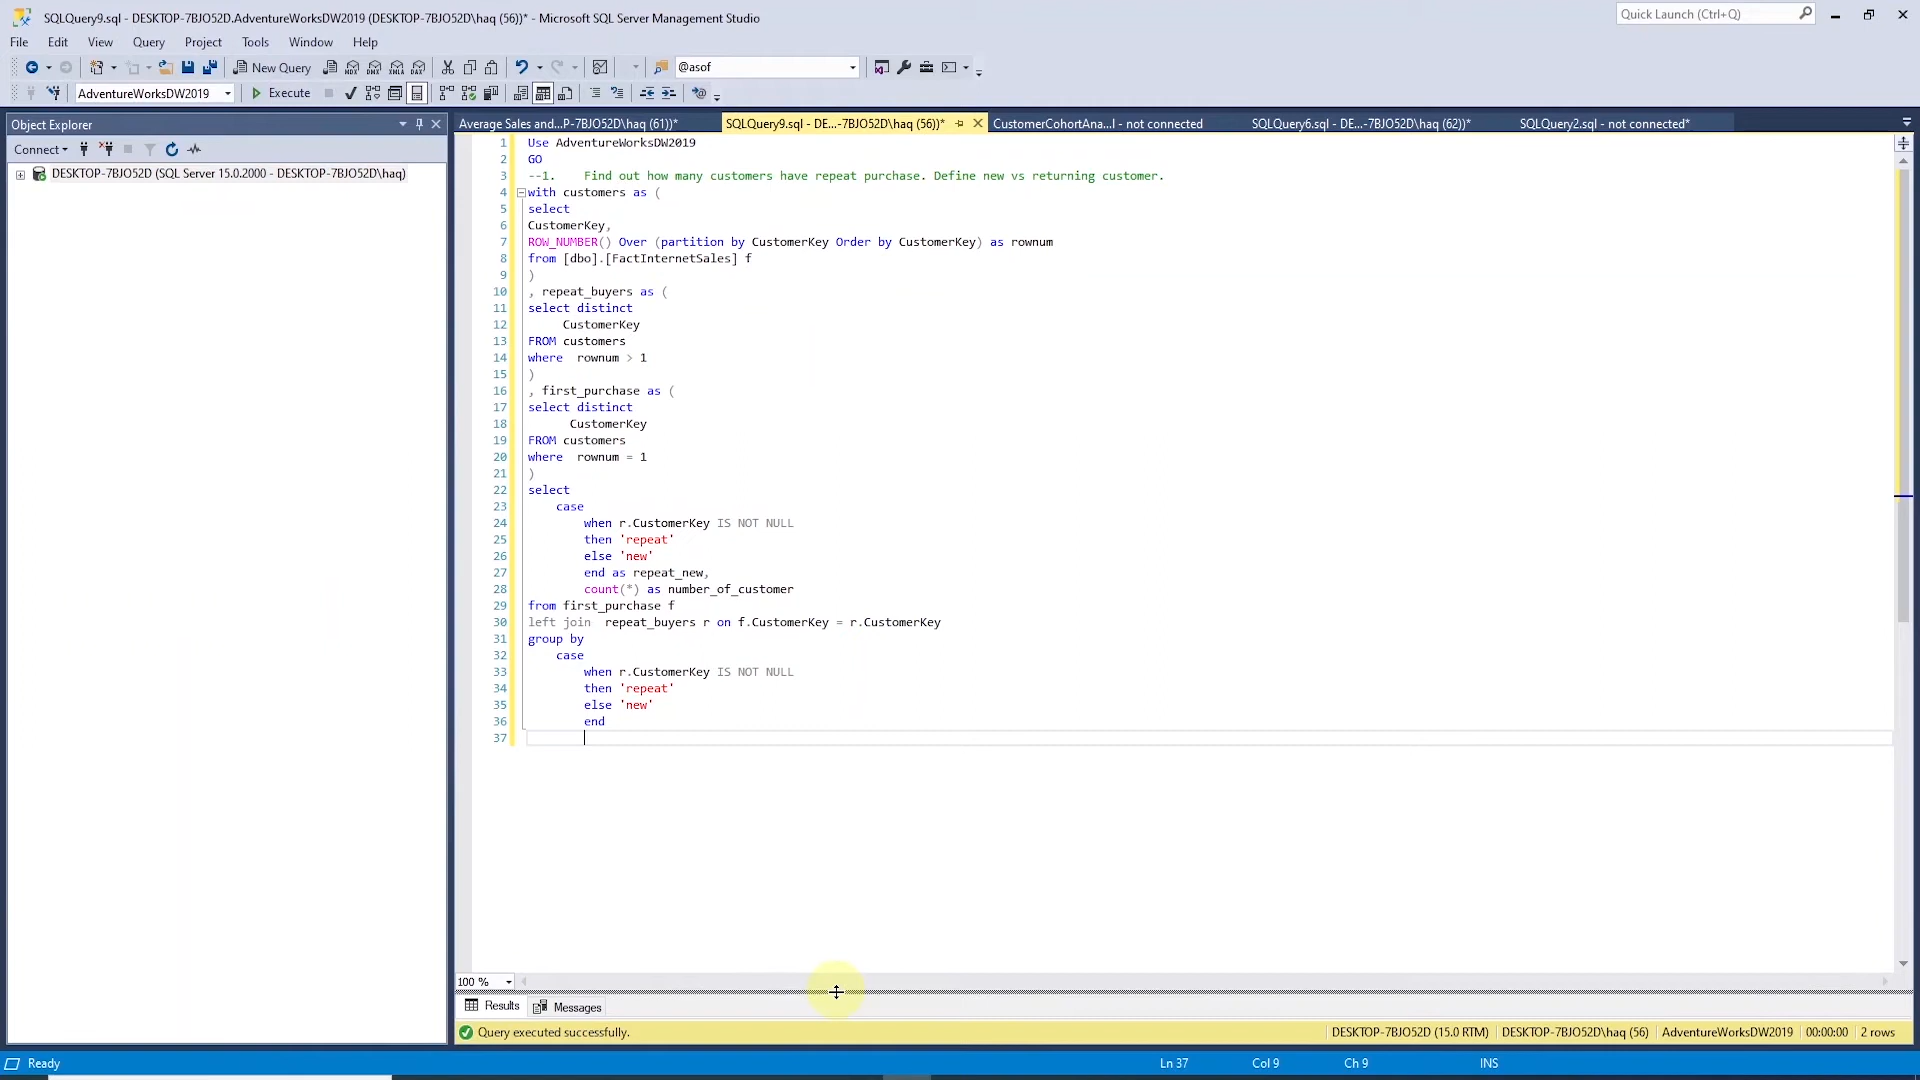 SQLQuery9.sql - DESKTOP-7BJO52D.AdventureWorksDW2019 (DESKTOP-7BJO52D\haq (56))* - Microsoft SQL Server Management Studio
Quick Launch (Ctrl+Q)
File Edit View Query Project Tools Window Help
New Query
MDX DMX XMLA DAX
@asof
AdventureWorksDW2019
Execute
Object Explorer
Average Sales and...P-7BJO52D\haq (61))*
SQLQuery9.sql - DE...-7BJO52D\haq (56))*
CustomerCohortAna...l - not connected
SQLQuery6.sql - DE...-7BJO52D\haq (62))*
SQLQuery2.sql - not connected*
Connect
DESKTOP-7BJO52D (SQL Server 15.0.2000 - DESKTOP-7BJO52D\haq)
1 Use AdventureWorksDW2019
2 GO
3 --1. Find out how many customers have repeat purchase. Define new vs returning customer.
4 with customers as (
5 select
6 CustomerKey,
7 ROW_NUMBER() Over (partition by CustomerKey Order by CustomerKey) as rownum
8 from [dbo].[FactInternetSales] f
9 )
10 , repeat_buyers as (
11 select distinct
12 CustomerKey
13 FROM customers
14 where rownum > 1
15 )
16 , first_purchase as (
17 select distinct
18 CustomerKey
19 FROM customers
20 where rownum = 1
21 )
22 select
23 case
24 when r.CustomerKey IS NOT NULL
25 then 'repeat'
26 else 'new'
27 end as repeat_new,
28 count(*) as number_of_customer
29 from first_purchase f
30 left join repeat_buyers r on f.CustomerKey = r.CustomerKey
31 group by
32 case
33 when r.CustomerKey IS NOT NULL
34 then 'repeat'
35 else 'new'
36 end
37
100 %
Results Messages
Query executed successfully.
DESKTOP-7BJO52D (15.0 RTM) DESKTOP-7BJO52D\haq (56) AdventureWorksDW2019 00:00:00 2 rows
Ready
Ln 37 Col 9 Ch 9 INS